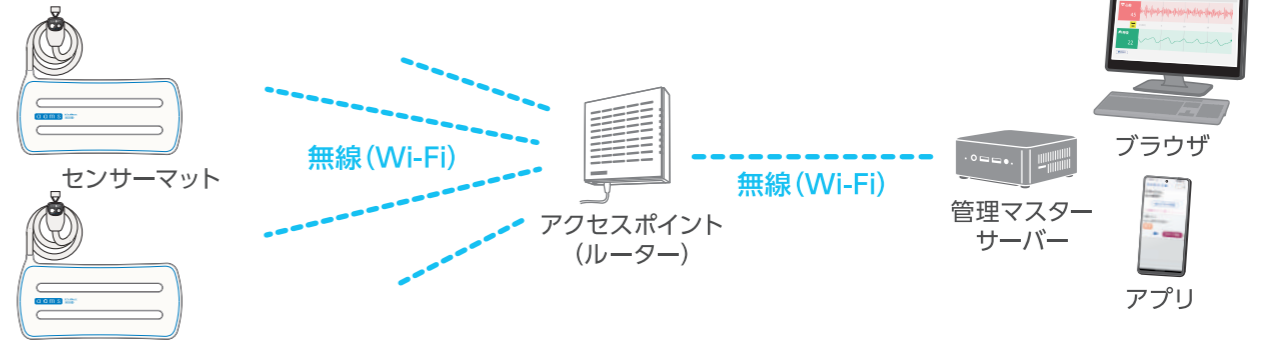 センサーマット
無線(Wi-Fi)
アクセスポイント
(ルーター)
無線(Wi-Fi)
管理マスター
サーバー
ブラウザ
アプリ